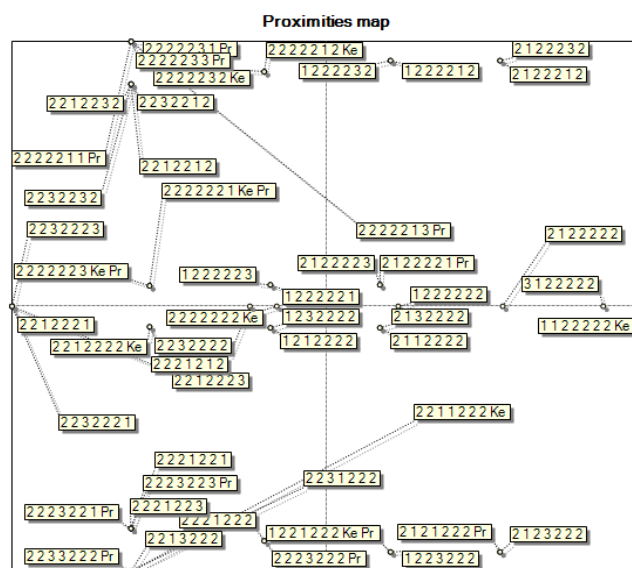 Proximities map
2 2 2 2 2 3 1 Pr
2 2 2 2 2 3 3 Pr
2 2 2 2 2 3 2 Ke
2 2 2 2 2 1 2 Ke
1 2 2 2 2 3 2
1 2 2 2 2 1 2
2 1 2 2 2 3 2
2 1 2 2 2 1 2
2 2 1 2 2 3 2
2 2 3 2 2 1 2
2 2 2 2 2 1 1 Pr
2 2 1 2 2 1 2
2 2 3 2 2 3 2
2 2 2 2 2 2 1 Ke Pr
2 2 3 2 2 2 3
2 2 2 2 2 1 3 Pr
2 1 2 2 2 2 2
2 2 2 2 2 2 3 Ke Pr
1 2 2 2 2 2 3
2 1 2 2 2 2 3
2 1 2 2 2 2 1 Pr
3 1 2 2 2 2 2
1 2 2 2 2 2 1
1 2 2 2 2 2 2
2 2 1 2 2 2 1
2 2 2 2 2 2 2 Ke
1 2 3 2 2 2 2
2 1 3 2 2 2 2
1 1 2 2 2 2 2 Ke
2 2 1 2 2 2 2 Ke
2 2 3 2 2 2 2
1 2 1 2 2 2 2
2 1 1 2 2 2 2
2 2 2 1 2 1 2
2 2 1 2 2 2 3
2 2 3 2 2 2 1
2 2 1 1 2 2 2 Ke
2 2 2 1 2 2 1
2 2 2 3 2 2 3 Pr
2 2 3 1 2 2 2
2 2 2 3 2 2 1 Pr
2 2 2 1 2 2 3
2 2 2 1 2 2 2
2 2 1 3 2 2 2
1 2 2 1 2 2 2 Ke Pr
2 1 2 1 2 2 2 Pr
2 1 2 3 2 2 2
2 2 3 3 2 2 2 Pr
2 2 2 3 2 2 2 Pr
1 2 2 3 2 2 2